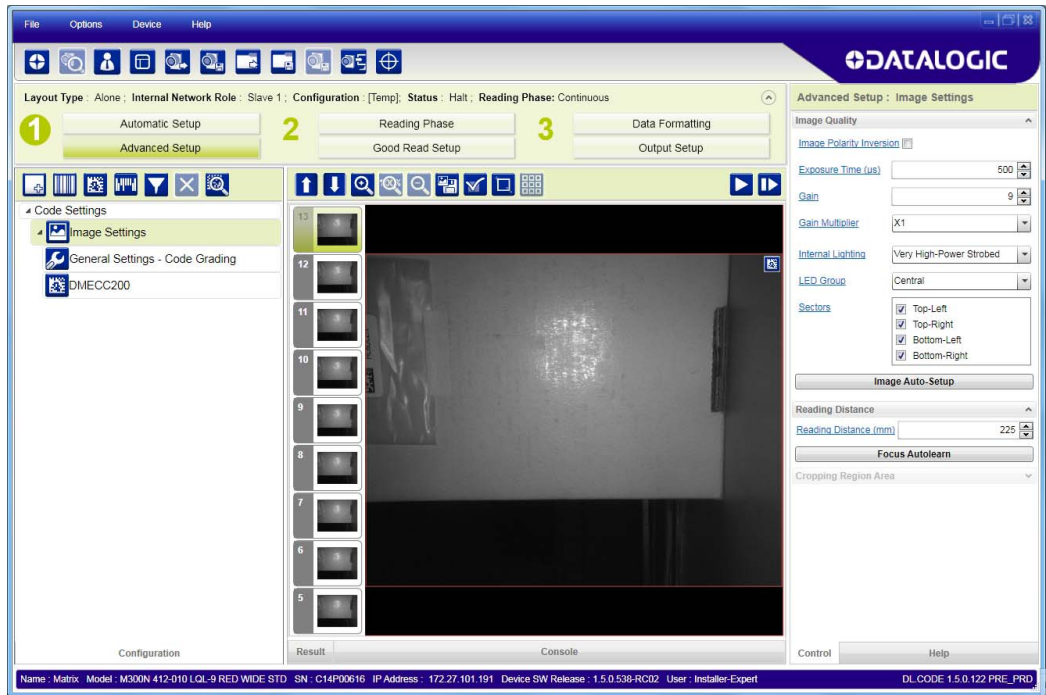 File Options Device Help
DATALOGIC
Layout Type : Alone ; Internal Network Role : Slave 1 ; Configuration : [Temp]; Status : Halt ; Reading Phase: Continuous
1
Automatic Setup
Advanced Setup
2
Reading Phase
Good Read Setup
3
Data Formatting
Output Setup
Code Settings
Image Settings
General Settings - Code Grading
DMECC200
Configuration
13
12
11
10
9
8
7
6
5
Result Console
Advanced Setup : Image Settings
Image Quality
Image Polarity Inversion
Exposure Time (us) 500
Gain 9
Gain Multiplier X1
Internal Lighting Very High-Power Strobed
LED Group Central
Sectors
Top-Left
Top-Right
Bottom-Left
Bottom-Right
Image Auto-Setup
Reading Distance
Reading Distance (mm) 225
Focus Autolearn
Cropping Region Area
Control Help
Name : Matrix Model : M300N 412-010 LQL-9 RED WIDE STD SN : C14P00616 IP Address : 172.27.101.191 Device SW Release : 1.5.0.538-RC02 User : Installer-Expert DL.CODE 1.5.0.122 PRE_PRD